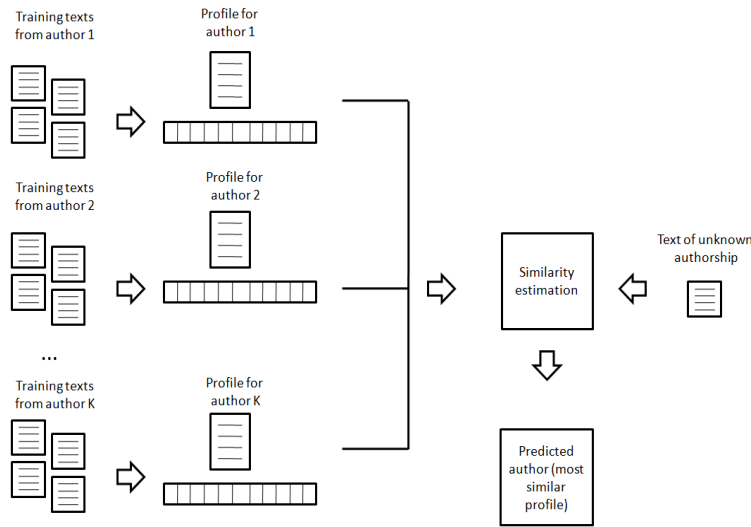 Training texts
from author 1
Profile for
author 1
Training texts
from author 2
Profile for
author 2
Similarity
estimation
Text of unknown
authorship
...
Training texts
from author K
Profile for
author K
Predicted
author (most
similar
profile)